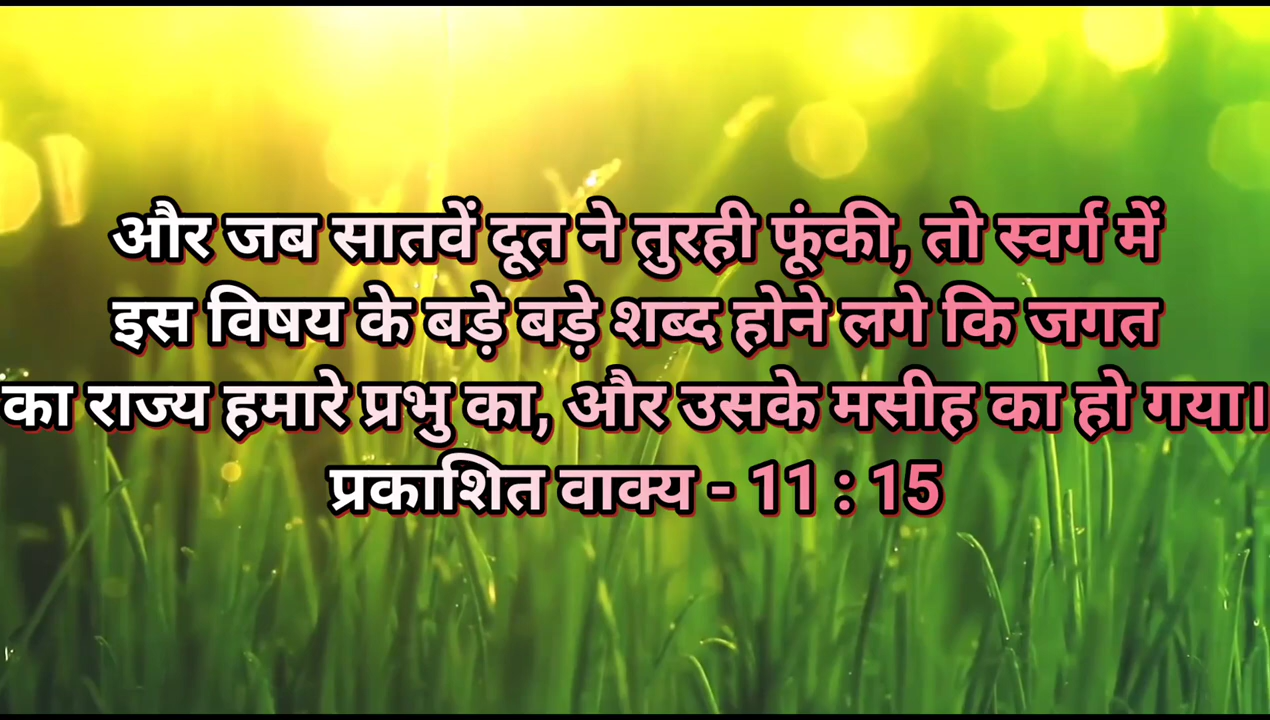 और जब सातवें दूत ने तुरही फूंकी, तो स्वर्ग में
इस विषय के बड़े बड़े शब्द होने लगे कि जगत
का राज्य हमारे प्रभु का, और उसके मसीह का हो गया।
प्रकाशित वाक्य - 11 : 15